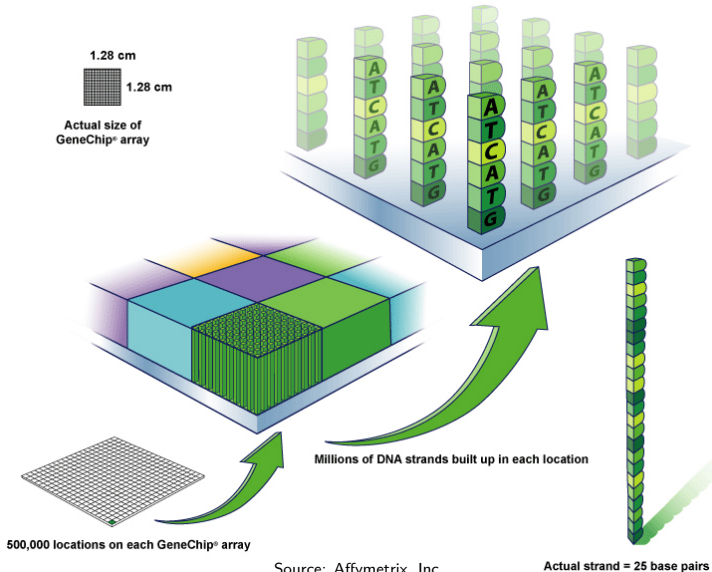 1.28 cm
1.28 cm
Actual size of
GeneChip® array
A
T
C
A
T
G
A
T
C
A
T
G
A
T
C
A
T
G
A
T
C
A
T
G
A
T
C
A
T
G
Millions of DNA strands built up in each location
500,000 locations on each GeneChip® array
Source: Affymetrix, Inc.
Actual strand = 25 base pairs